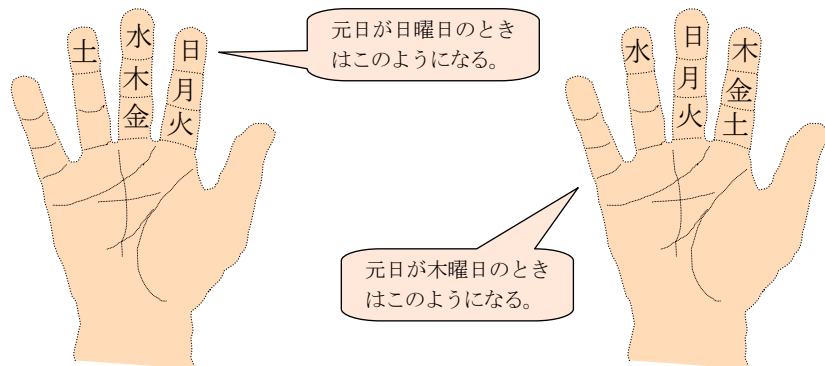 土
水
木
金
日
月
火
元日が日曜日のとき
はこのようになる。
水
日
月
火
木
金
土
元日が木曜日のとき
はこのようになる。